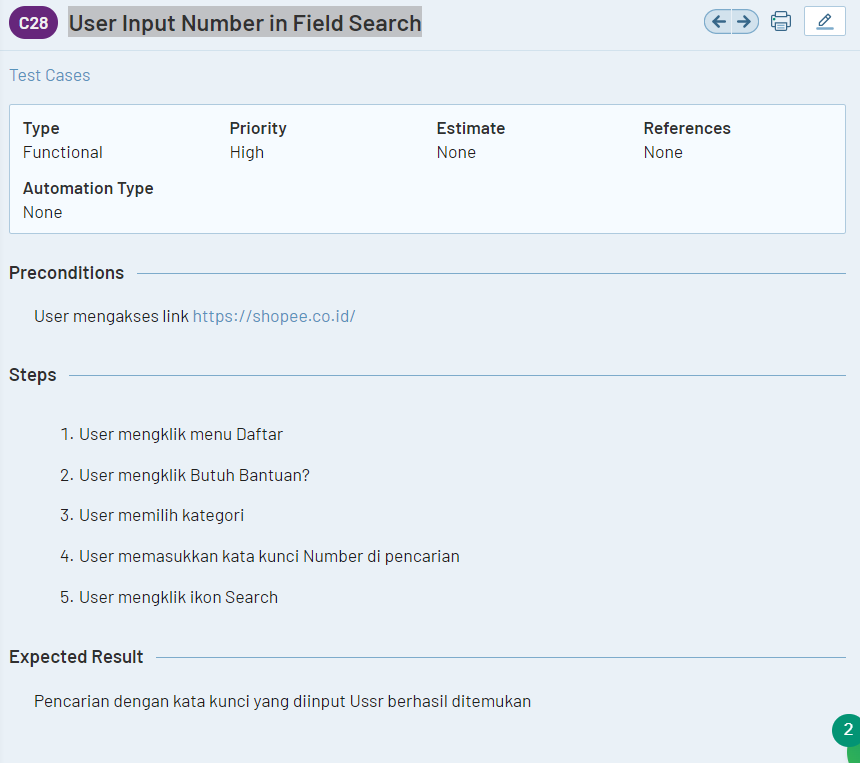 C28 User Input Number in Field Search
Test Cases
Type Priority Estimate References
Functional High None None
Automation Type
None
Preconditions
User mengakses link https://shopee.co.id/
Steps
1. User mengklik menu Daftar
2. User mengklik Butuh Bantuan?
3. User memilih kategori
4. User memasukkan kata kunci Number di pencarian
5. User mengklik ikon Search
Expected Result
Pencarian dengan kata kunci yang diinput Ussr berhasil ditemukan
2